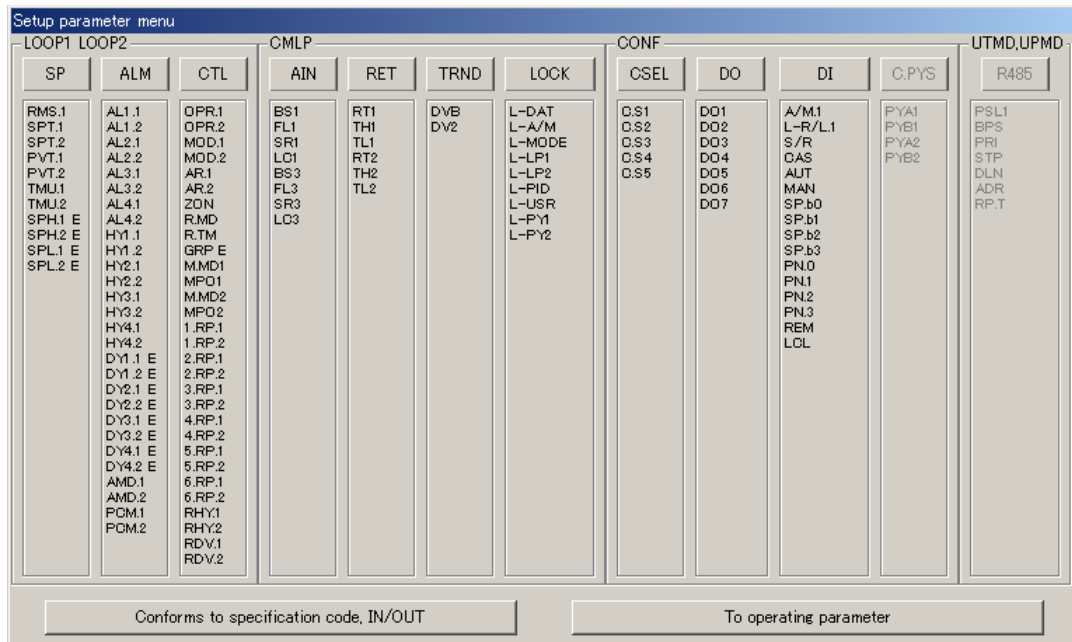 Setup parameter menu
LOOP1 LOOP2
SP
RMS.1
SPT.1
SPT.2
PVT.1
PVT.2
TMU.1
TMU.2
SPH.1 E
SPH.2 E
SPL.1 E
SPL.2 E
ALM
AL1.1
AL1.2
AL2.1
AL2.2
AL3.1
AL3.2
AL4.1
AL4.2
HY1.1
HY1.2
HY2.1
HY2.2
HY3.1
HY3.2
HY4.1
HY4.2
DY1.1 E
DY1.2 E
DY2.1 E
DY2.2 E
DY3.1 E
DY3.2 E
DY4.1 E
DY4.2 E
AMD.1
AMD.2
PCM.1
PCM.2
CTL
OPR.1
OPR.2
MOD.1
MOD.2
AR.1
AR.2
ZON
R.MD
R.TM
GRP E
M.MD1
MPO1
M.MD2
MPO2
1.RP.1
1.RP.2
2.RP.1
2.RP.2
3.RP.1
3.RP.2
4.RP.1
4.RP.2
5.RP.1
5.RP.2
6.RP.1
6.RP.2
RHY.1
RHY.2
RDV.1
RDV.2
CMLP
AIN
BS1
FL1
SR1
LC1
BS3
FL3
SR3
LC3
RET
RT1
TH1
TL1
RT2
TH2
TL2
TRND
DVB
DV2
LOCK
L-DAT
L-A/M
L-MODE
L-LP1
L-LP2
L-PID
L-USR
L-PY1
L-PY2
CONF
CSEL
C.S1
C.S2
C.S3
C.S4
C.S5
DO
DO1
DO2
DO3
DO4
DO5
DO6
DO7
DI
A/M.1
L-R/L.1
S/R
CAS
AUT
MAN
SP.b0
SP.b1
SP.b2
SP.b3
PN.0
PN.1
PN.2
PN.3
REM
LCL
C.PYS
PYA1
PYB1
PYA2
PYB2
UTMD,UPMD
R485
PSL1
BPS
PRI
STP
DLN
ADR
RP.T
Conforms to specification code, IN/OUT
To operating parameter